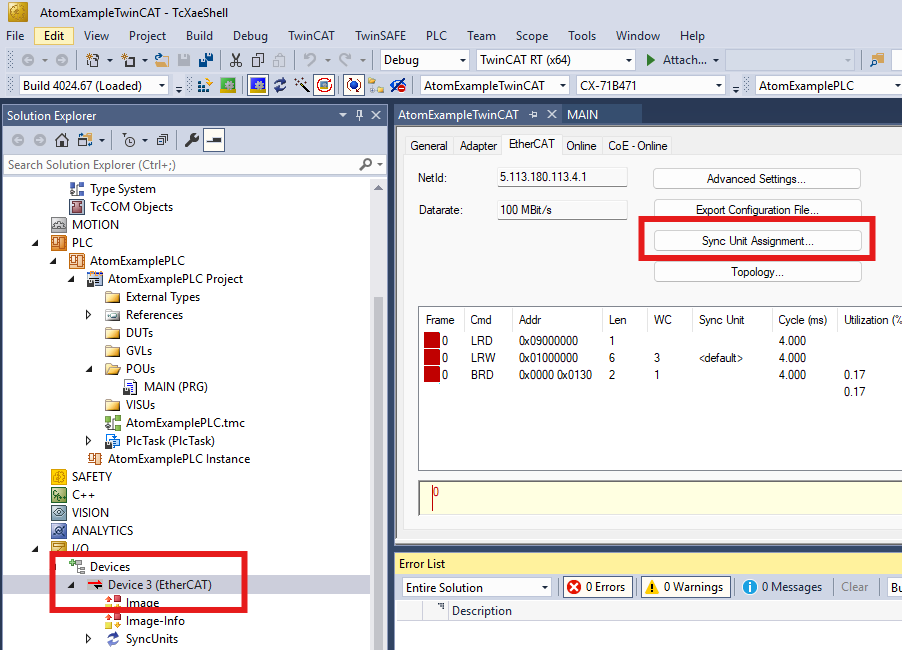 AtomExampleTwinCAT - TcXaeShell
File Edit View Project Build Debug TwinCAT TwinSAFE PLC Team Scope Tools Window Help
Debug TwinCAT RT (x64) Attach...
Build 4024.67 (Loaded) AtomExampleTwinCAT CX-71B471 AtomExamplePLC
Solution Explorer
Search Solution Explorer (Ctrl+;)
Type System
TcCOM Objects
MOTION
PLC
AtomExamplePLC
AtomExamplePLC Project
External Types
References
DUTs
GVLs
POUs
MAIN (PRG)
VISUs
AtomExamplePLC.tmc
PlcTask (PlcTask)
AtomExamplePLC Instance
SAFETY
C++
VISION
ANALYTICS
I/O
Devices
Device 3 (EtherCAT)
Image
Image-Info
SyncUnits
AtomExampleTwinCAT MAIN
General Adapter EtherCAT Online CoE - Online
NetId: 5.113.180.113.4.1 Advanced Settings...
Datarate: 100 MBit/s Export Configuration File...
Sync Unit Assignment...
Topology...
Frame Cmd Addr Len WC Sync Unit Cycle (ms) Utilization (%
0 LRD 0x09000000 1 4.000
0 LRW 0x01000000 6 3 <default> 4.000
0 BRD 0x0000 0x0130 2 1 4.000 0.17
0.17
0
Error List
Entire Solution 0 Errors 0 Warnings 0 Messages Clear Bu
Description